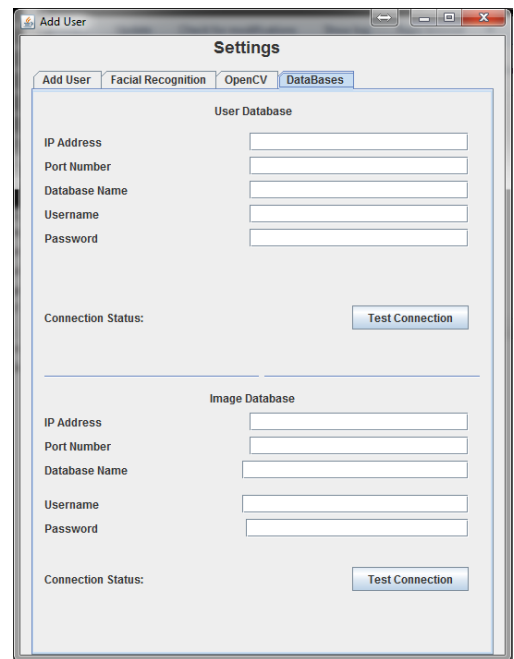 Add User
Settings
Add User Facial Recognition OpenCV DataBases
User Database
IP Address
Port Number
Database Name
Username
Password
Connection Status: Test Connection
Image Database
IP Address
Port Number
Database Name
Username
Password
Connection Status: Test Connection